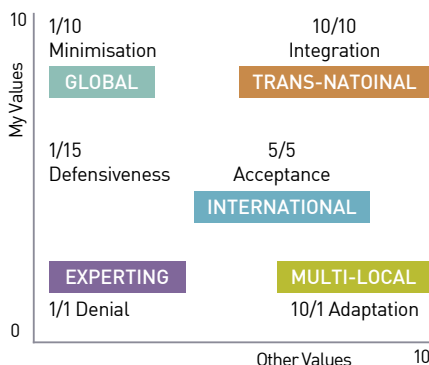 10
My Values
1/10
Minimisation
GLOBAL
10/10
Integration
TRANS-NATOINAL
1/15
Defensiveness
5/5
Acceptance
INTERNATIONAL
EXPERTING
1/1 Denial
MULTI-LOCAL
10/1 Adaptation
0
Other Values
10